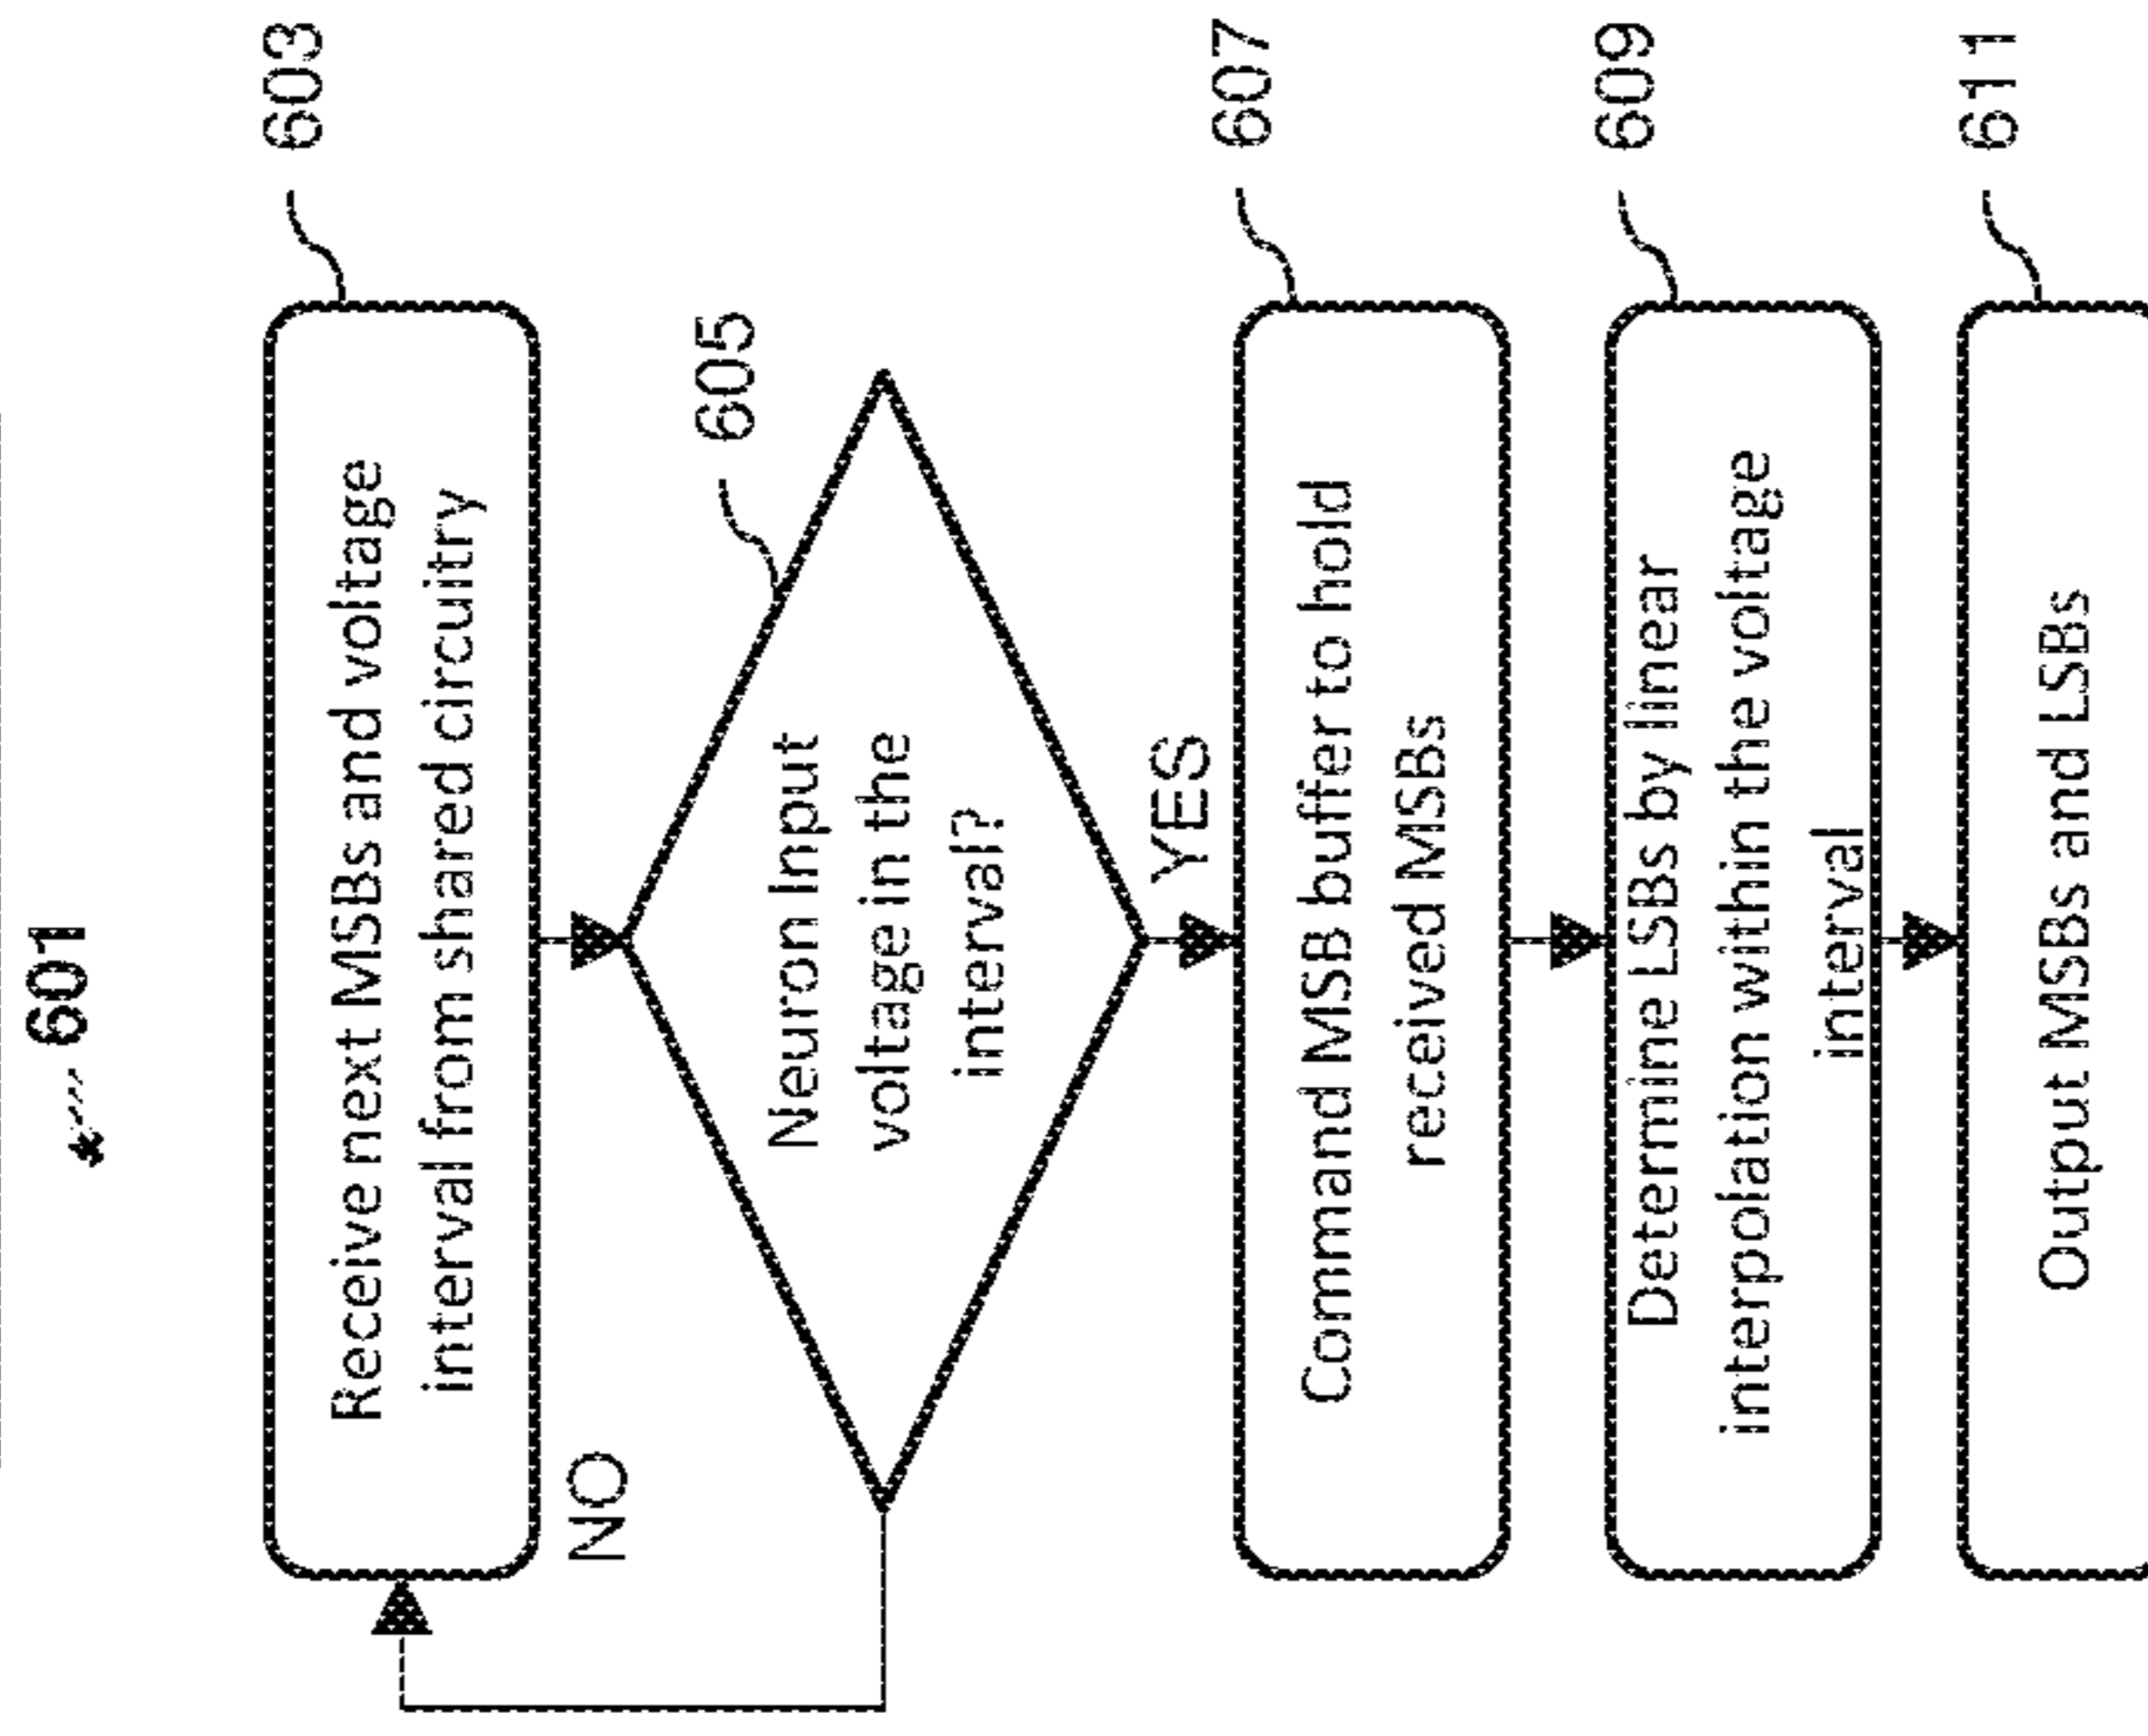 601
603
Receive next MSBs and voltage
interval from shared circuitry
NO
605
Neuron Input
voltage in the
interval?
YES
607
Command MSB buffer to hold
received MSBs
609
Determine LSBs by linear
interpolation within the voltage
interval
611
Output MSBs and LSBs